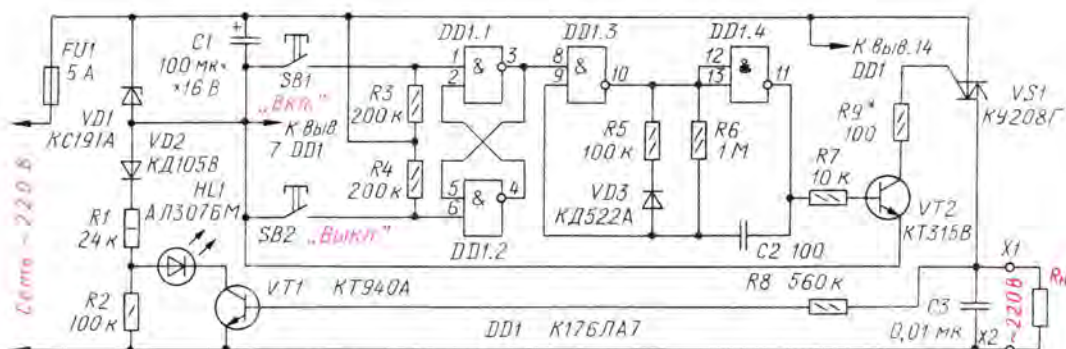 FU1
5 А
VD1
КС191А
VD2
КД105В
HL1
АЛ307БМ
R1
24 к
R2
100 к
Сеть ~220 В
C1
100 мк×
×16 В
SB1
„Вкл."
К выв.
7 DD1
R3
200 к
R4
200 к
SB2 „Выкл."
DD1.1
1
2
&
3
5
6
&
4
DD1.2
DD1.3
8
9
&
10
DD1.4
12
13
&
11
R5
100 к
VD3
КД522А
R6
1 М
C2 100
К выв. 14
DD1
R9*
100
VS1
КУ208Г
R7
10 к
VT2
КТ315В
VT1 КТ940А
R8 560 к
DD1 К176ЛА7
C3
0,01 мк
X1
X2
~220В
Rн